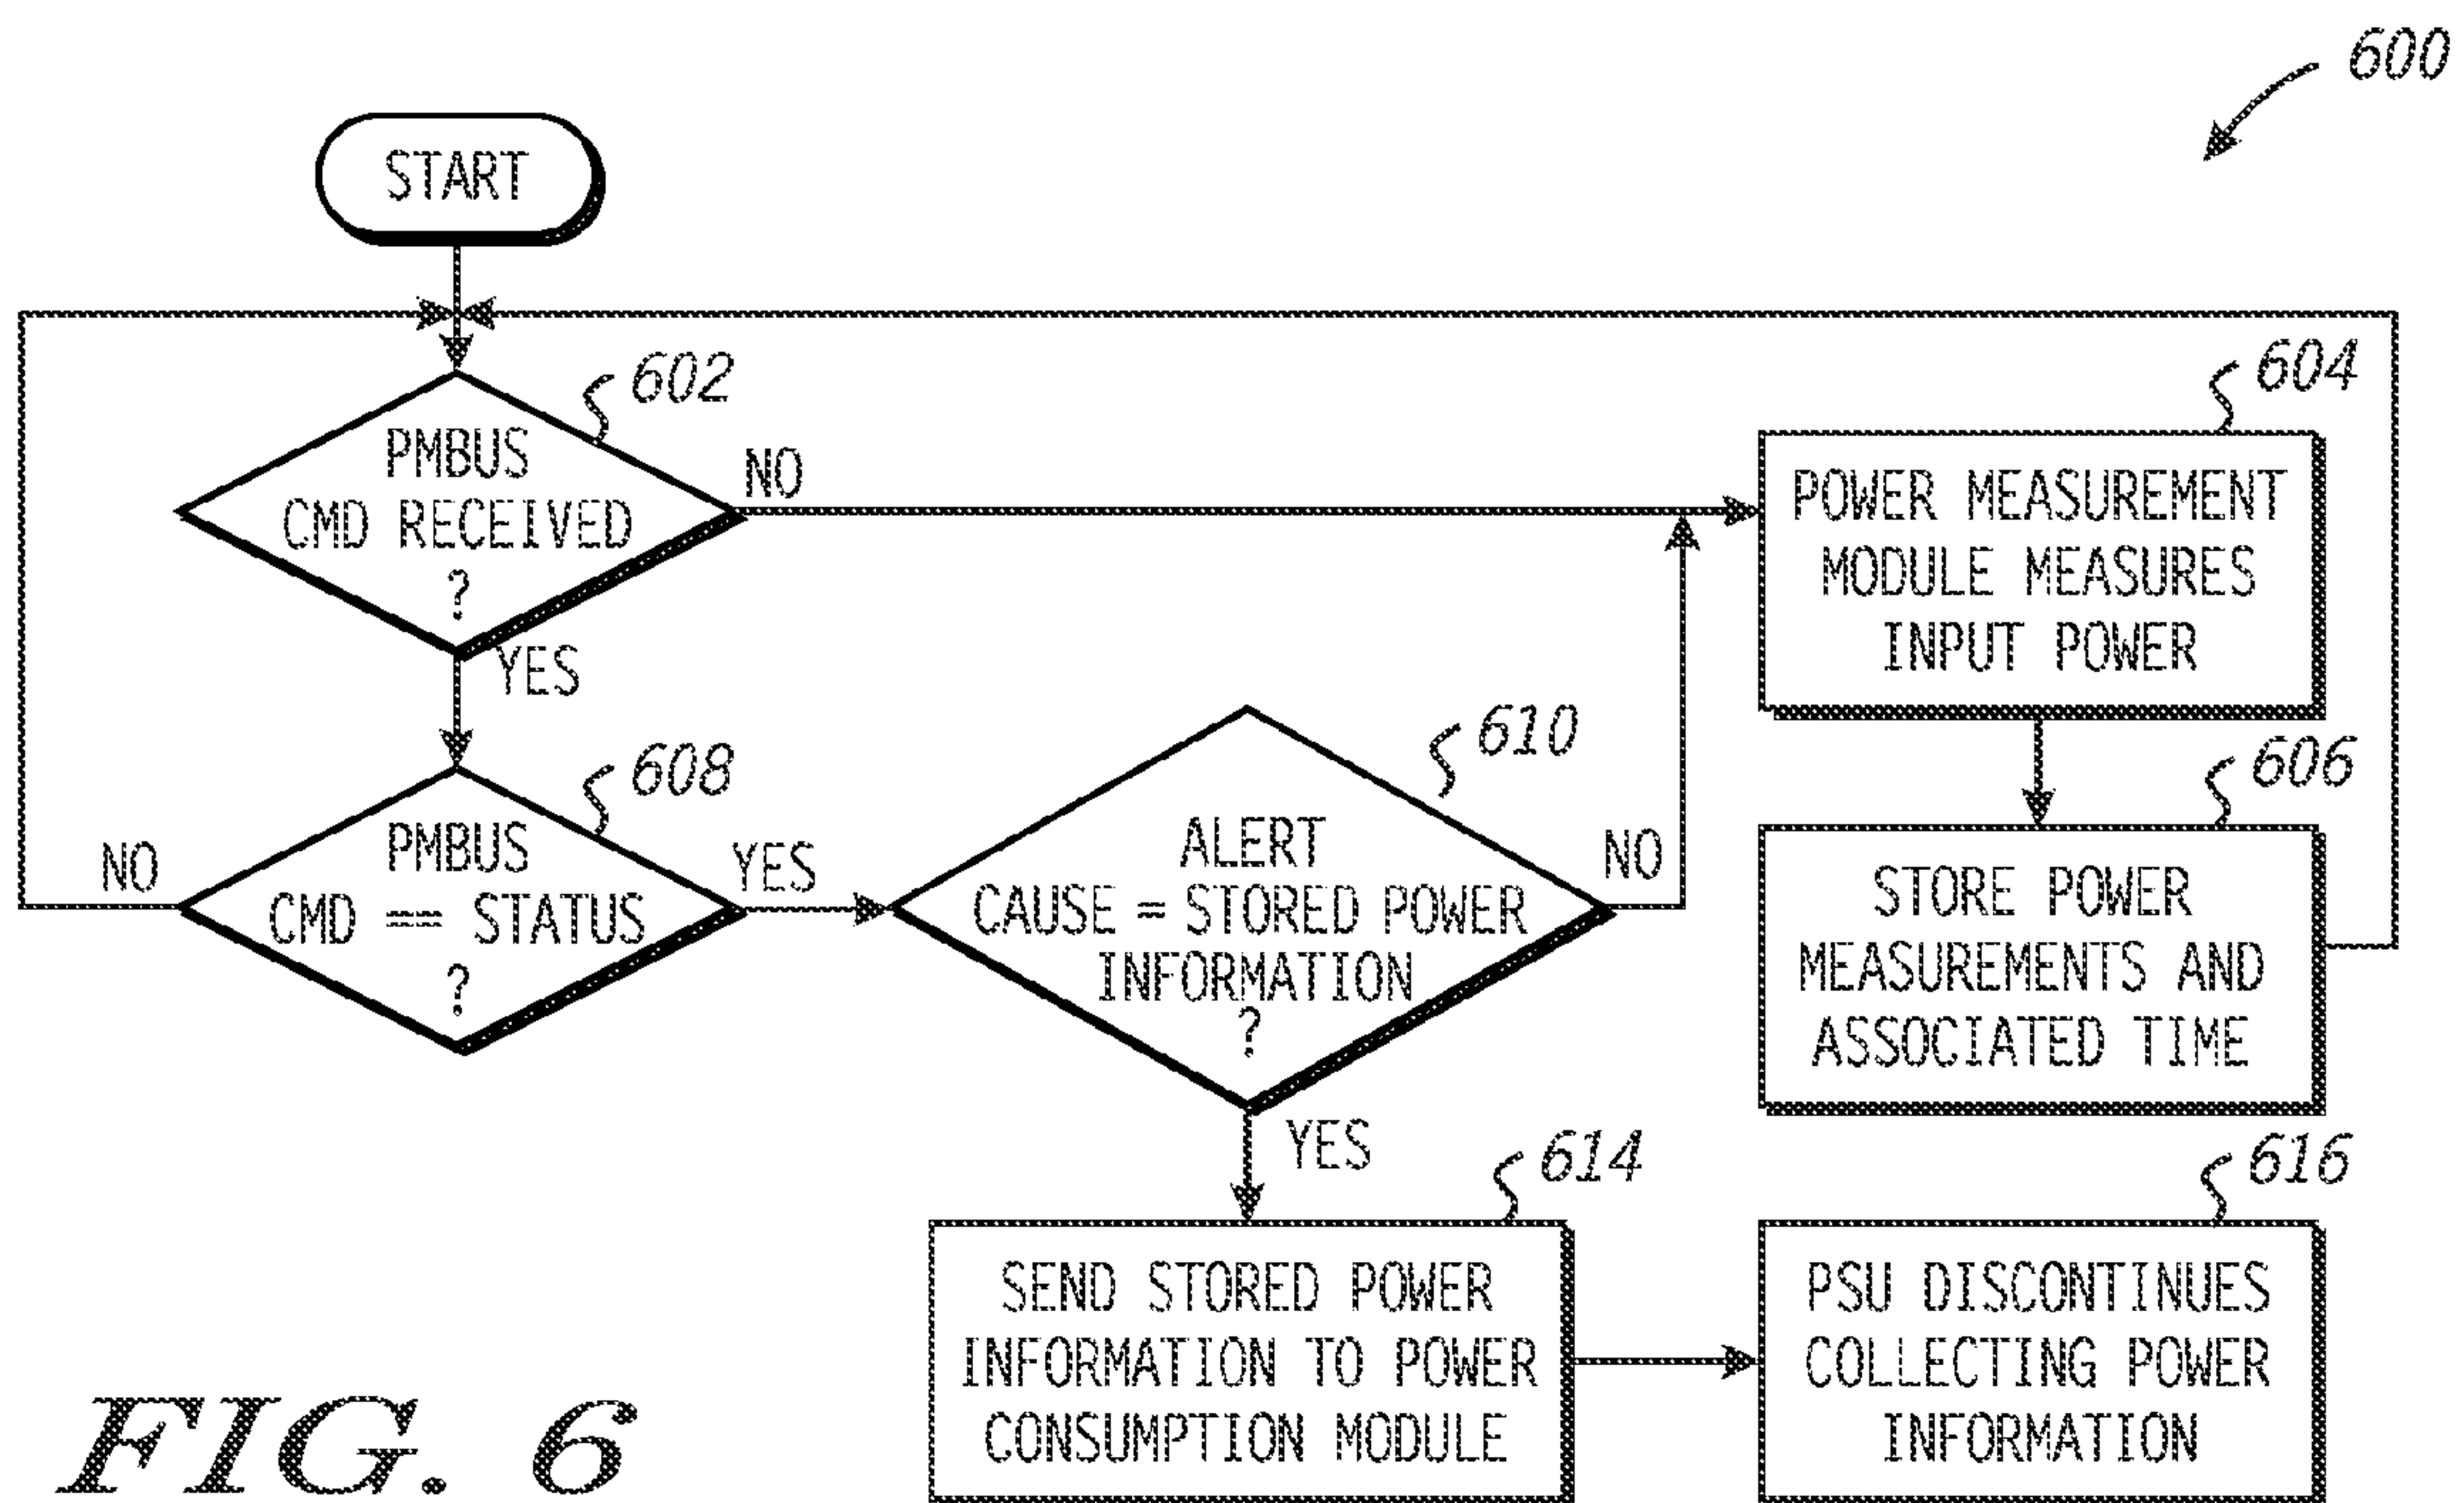 600
START
602
PMBUS
CMD RECEIVED
?
NO
YES
604
POWER MEASUREMENT
MODULE MEASURES
INPUT POWER
608
PMBUS
CMD == STATUS
?
NO
YES
610
ALERT
CAUSE = STORED POWER
INFORMATION
?
NO
YES
606
STORE POWER
MEASUREMENTS AND
ASSOCIATED TIME
614
SEND STORED POWER
INFORMATION TO POWER
CONSUMPTION MODULE
616
PSU DISCONTINUES
COLLECTING POWER
INFORMATION
FIG. 6